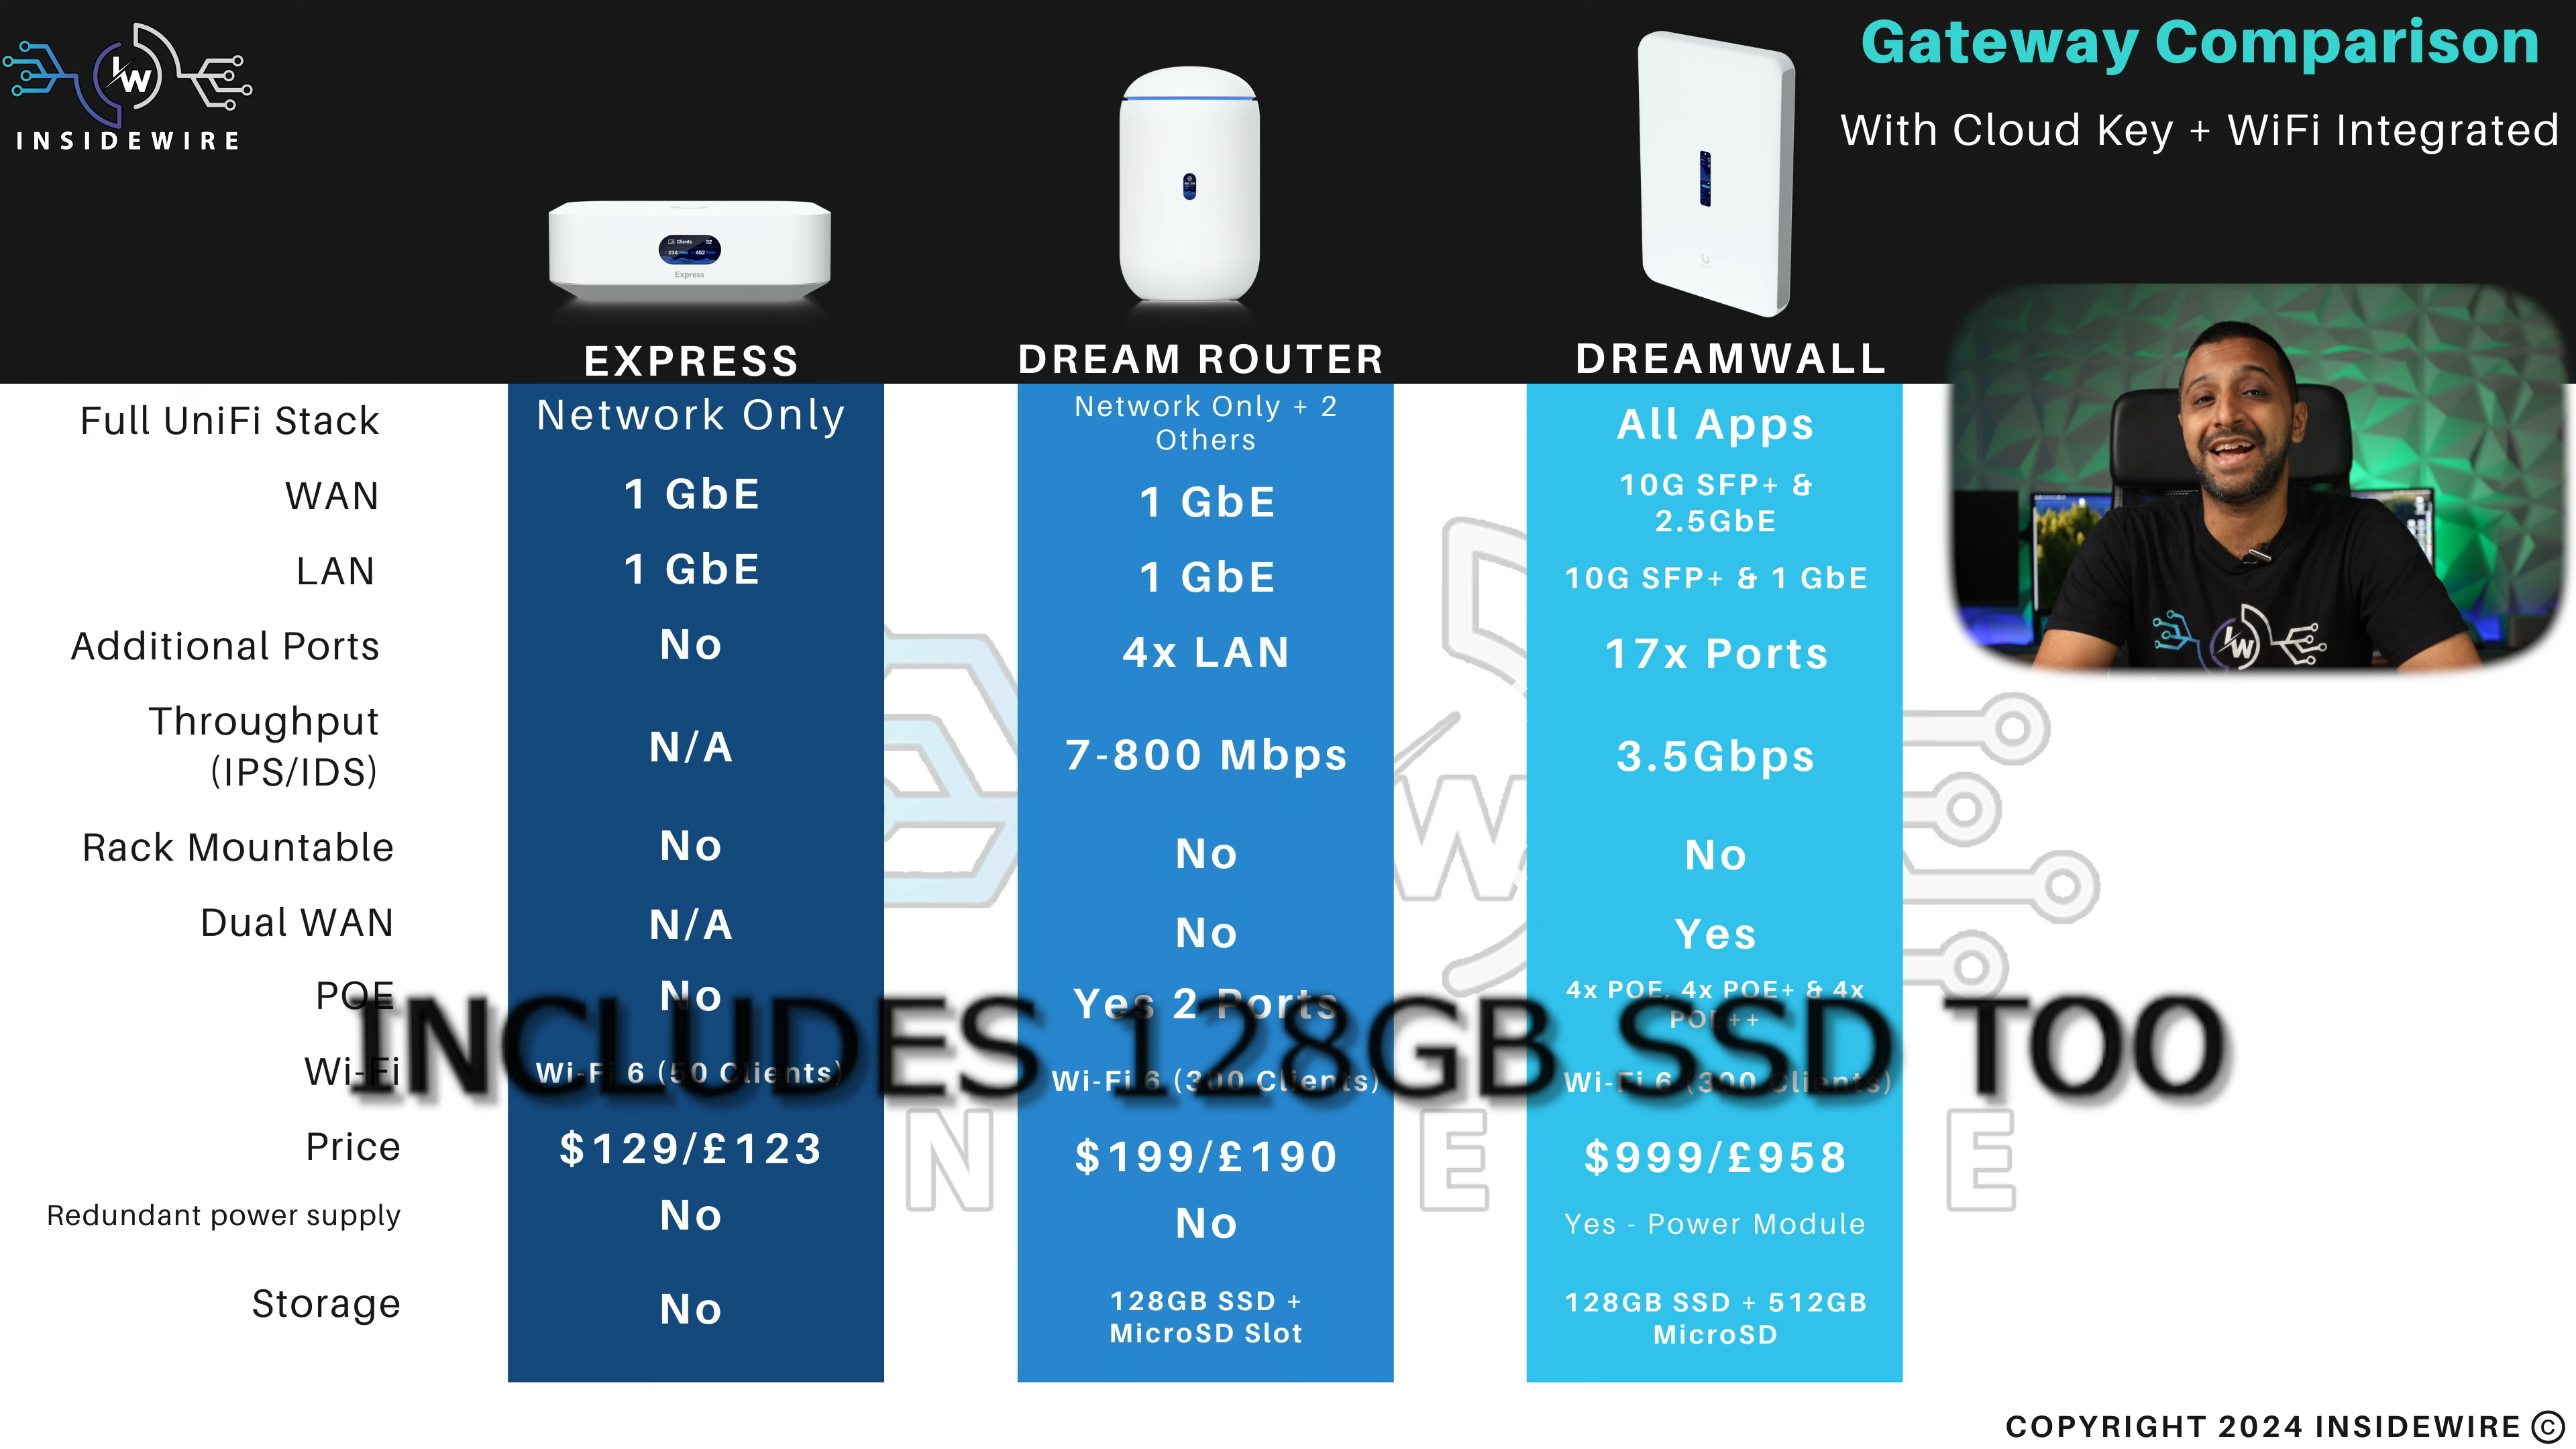 INSIDEWIRE
Gateway Comparison
With Cloud Key + WiFi Integrated
Clients
Express
EXPRESS
DREAM ROUTER
DREAMWALL
Full UniFi Stack
Network Only
Network Only + 2
Others
All Apps
WAN
1 GbE
1 GbE
10G SFP+ &
2.5GbE
LAN
1 GbE
1 GbE
10G SFP+ & 1 GbE
Additional Ports
No
4x LAN
17x Ports
Throughput
(IPS/IDS)
N/A
7-800 Mbps
3.5Gbps
Rack Mountable
No
No
No
Dual WAN
N/A
No
Yes
POE
No
Yes 2 Ports
4x POE, 4x POE+ & 4x
POE++
INCLUDES 128GB SSD TOO
Wi-Fi
Wi-Fi 6 (50 Clients)
Wi-Fi 6 (300 Clients)
Wi-Fi 6 (300 Clients)
Price
$129/£123
$199/£190
$999/£958
Redundant power supply
No
No
Yes - Power Module
Storage
No
128GB SSD +
MicroSD Slot
128GB SSD + 512GB
MicroSD
COPYRIGHT 2024 INSIDEWIRE ©